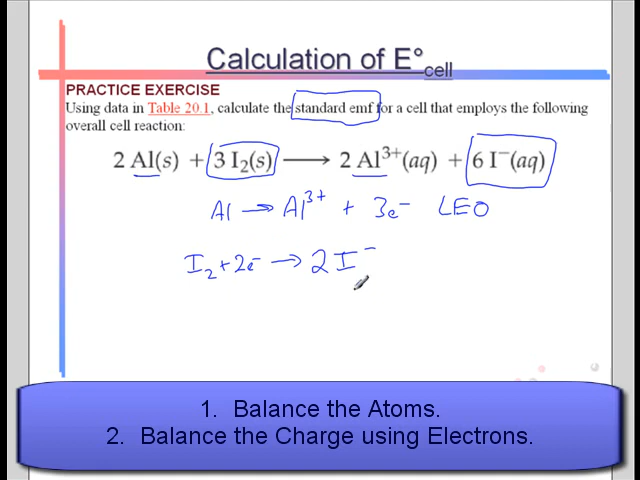 Calculation of E°cell
PRACTICE EXERCISE
Using data in Table 20.1, calculate the standard emf for a cell that employs the following
overall cell reaction:
2 Al(s) + 3 I₂(s) ⟶ 2 Al³⁺(aq) + 6 I⁻(aq)
Al → Al³⁺ + 3e⁻ LEO
I₂ + 2e⁻ → 2 I⁻
1. Balance the Atoms.
2. Balance the Charge using Electrons.